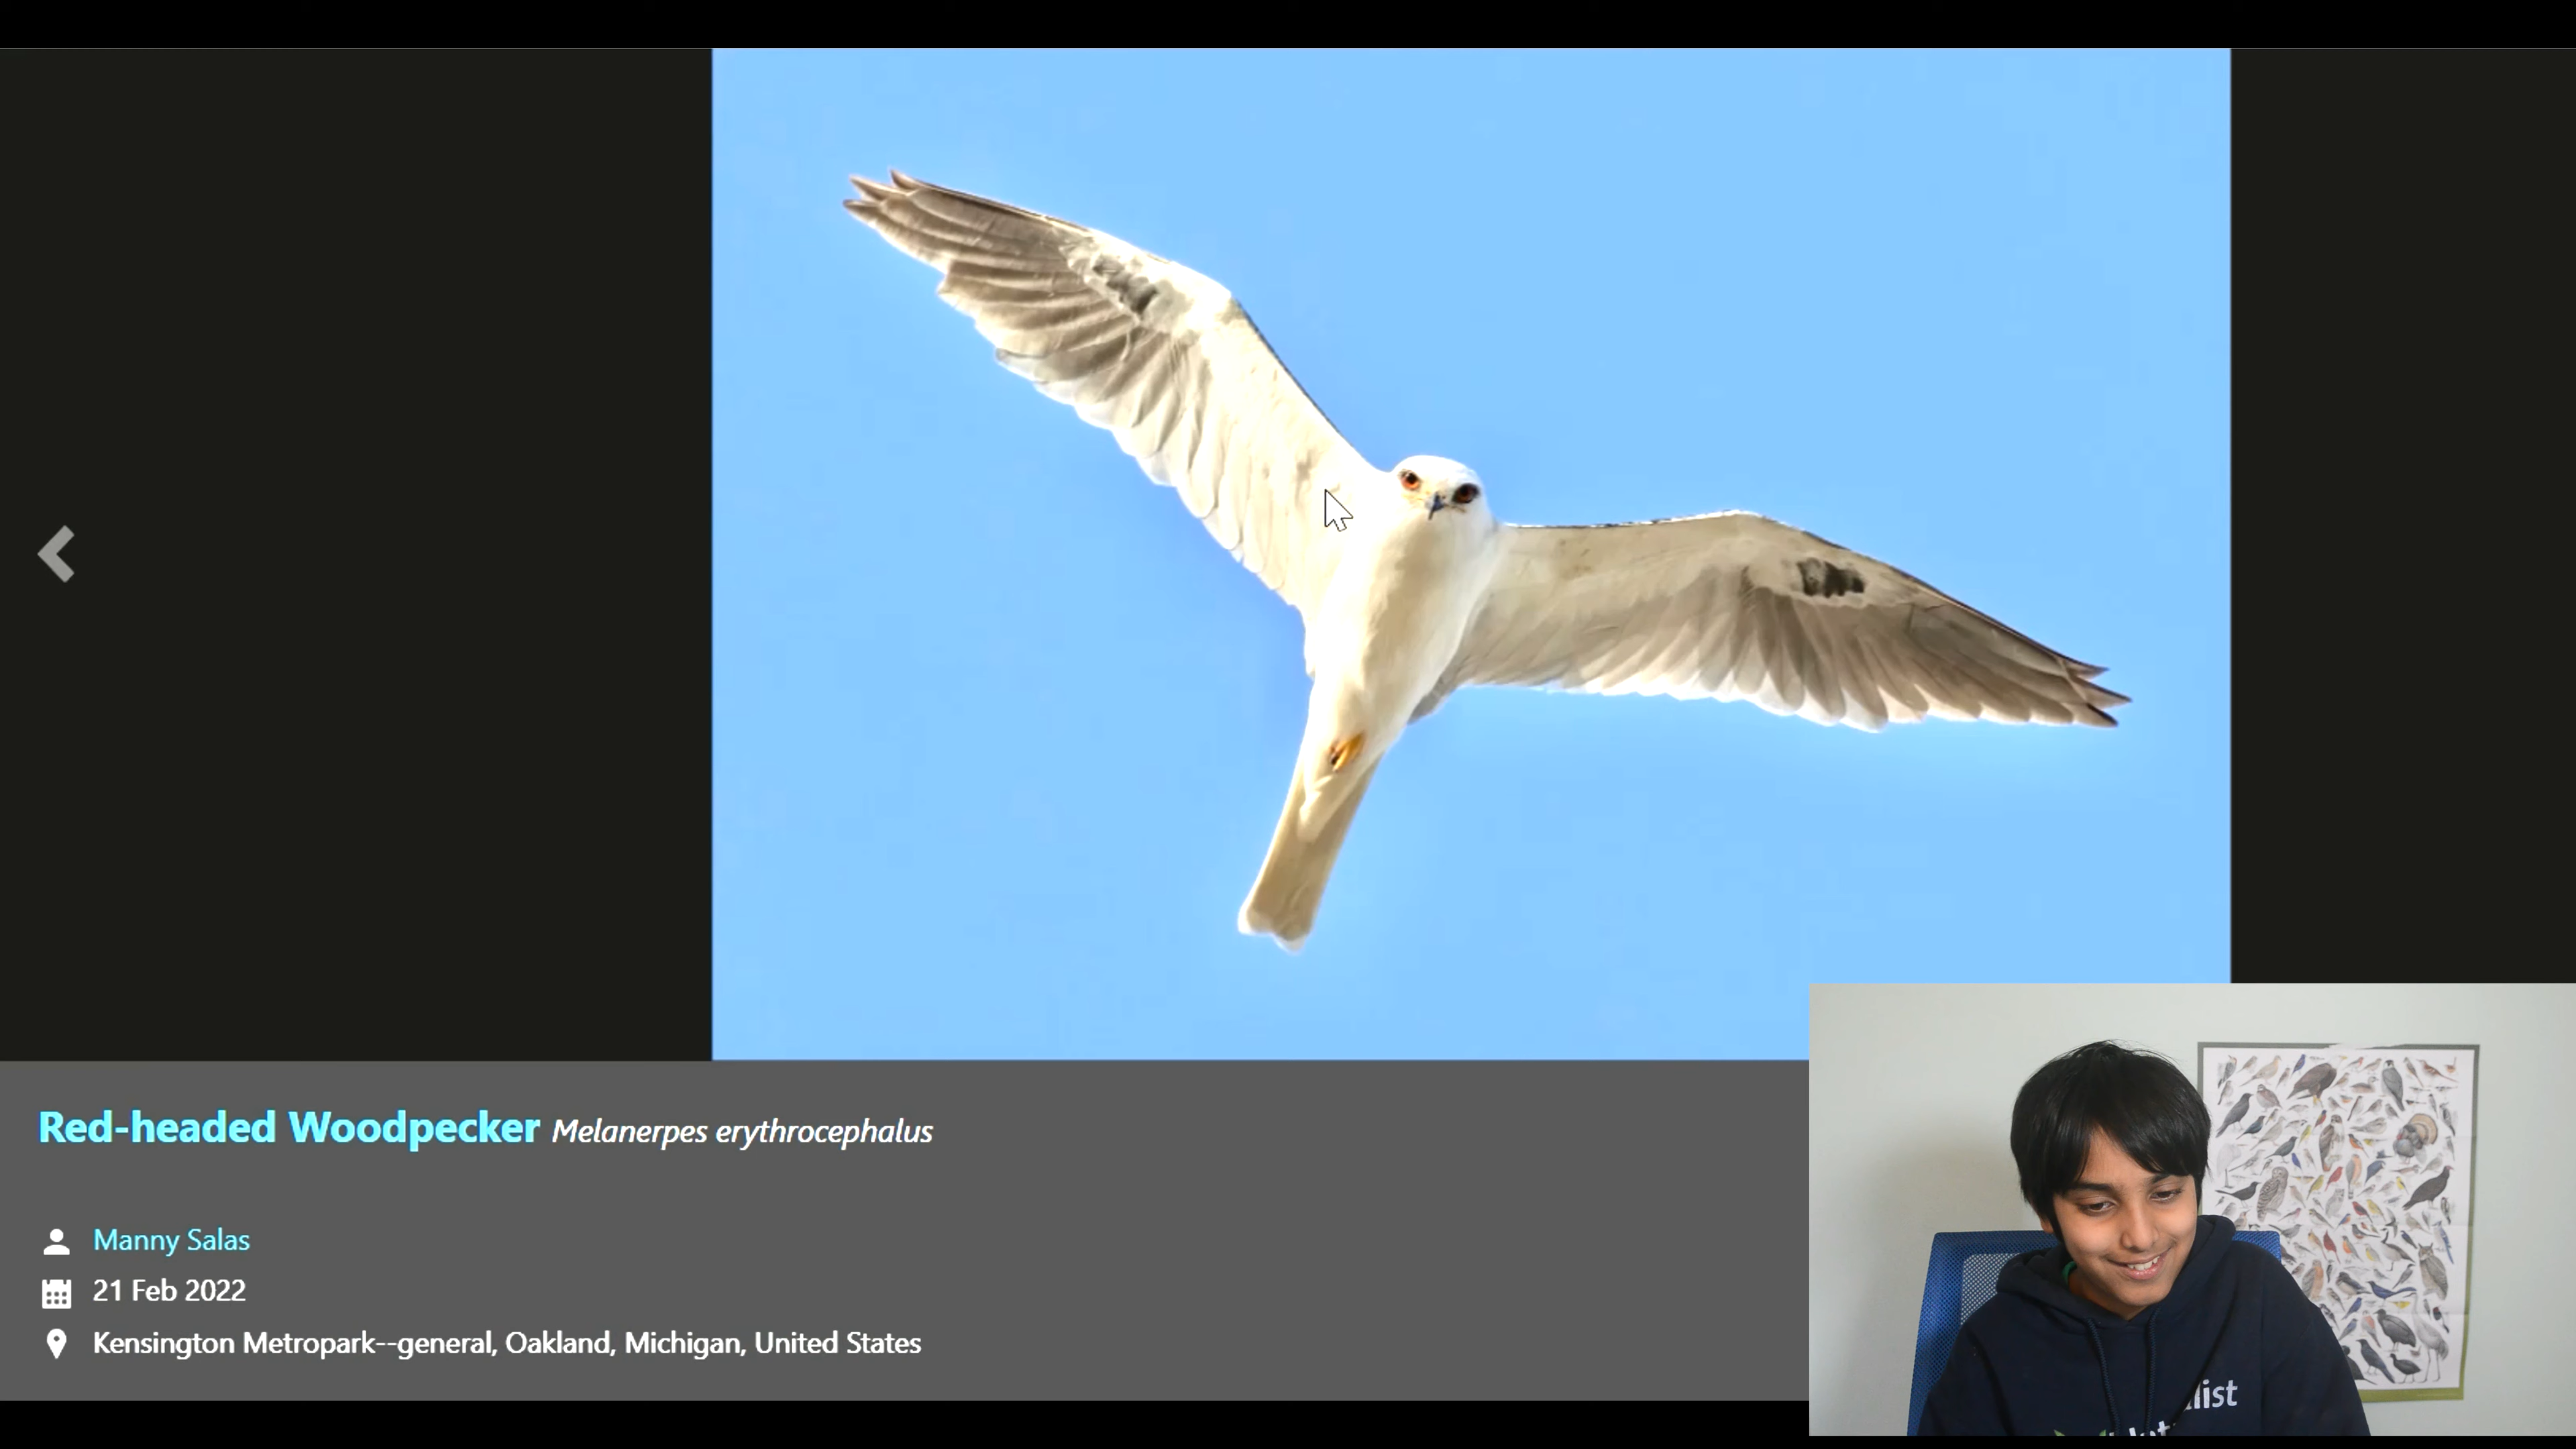 Red-headed Woodpecker Melanerpes erythrocephalus
Manny Salas
21 Feb 2022
Kensington Metropark--general, Oakland, Michigan, United States